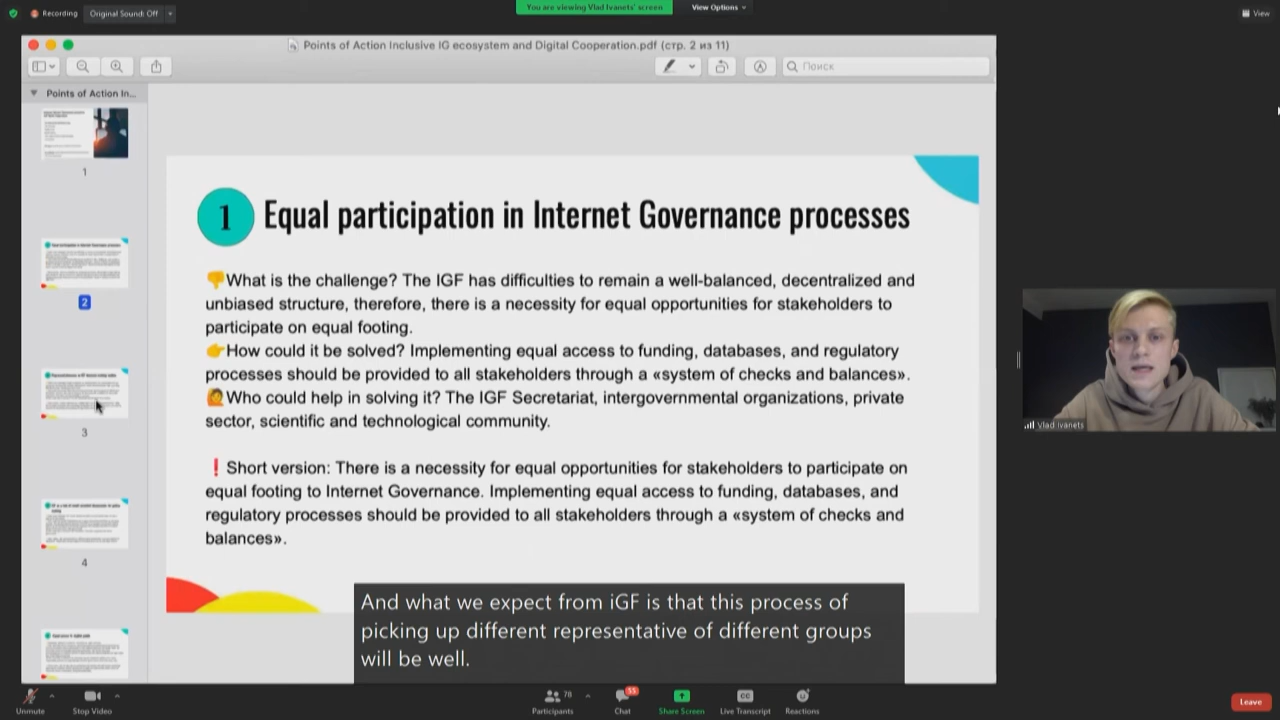 Recording
Original Sound: Off
You are viewing Vlad Ivanets' screen
View Options
View
Points of Action Inclusive IG ecosystem and Digital Cooperation.pdf (стр. 2 из 11)
Поиск
Points of Action In...
1
2
3
4
1 Equal participation in Internet Governance processes
👎What is the challenge? The IGF has difficulties to remain a well-balanced, decentralized and
unbiased structure, therefore, there is a necessity for equal opportunities for stakeholders to
participate on equal footing.
👉How could it be solved? Implementing equal access to funding, databases, and regulatory
processes should be provided to all stakeholders through a «system of checks and balances».
🙋Who could help in solving it? The IGF Secretariat, intergovernmental organizations, private
sector, scientific and technological community.
❗Short version: There is a necessity for equal opportunities for stakeholders to participate on
equal footing to Internet Governance. Implementing equal access to funding, databases, and
regulatory processes should be provided to all stakeholders through a «system of checks and
balances».
And what we expect from iGF is that this process of
picking up different representative of different groups
will be well.
Vlad Ivanets
Unmute
Stop Video
78
Participants
55
Chat
Share Screen
CC
Live Transcript
Reactions
Leave